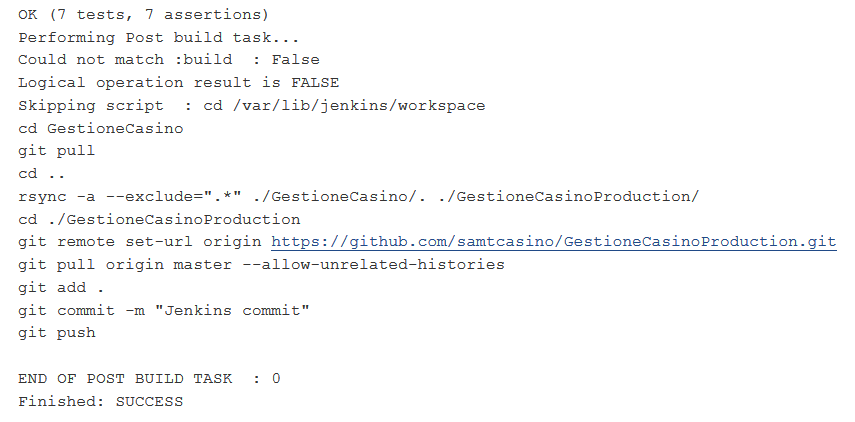 OK (7 tests, 7 assertions)
Performing Post build task...
Could not match :build  : False
Logical operation result is FALSE
Skipping script  : cd /var/lib/jenkins/workspace
cd GestioneCasino
git pull
cd ..
rsync -a --exclude=".*" ./GestioneCasino/. ./GestioneCasinoProduction/
cd ./GestioneCasinoProduction
git remote set-url origin https://github.com/samtcasino/GestioneCasinoProduction.git
git pull origin master --allow-unrelated-histories
git add .
git commit -m "Jenkins commit"
git push
END OF POST BUILD TASK  : 0
Finished: SUCCESS